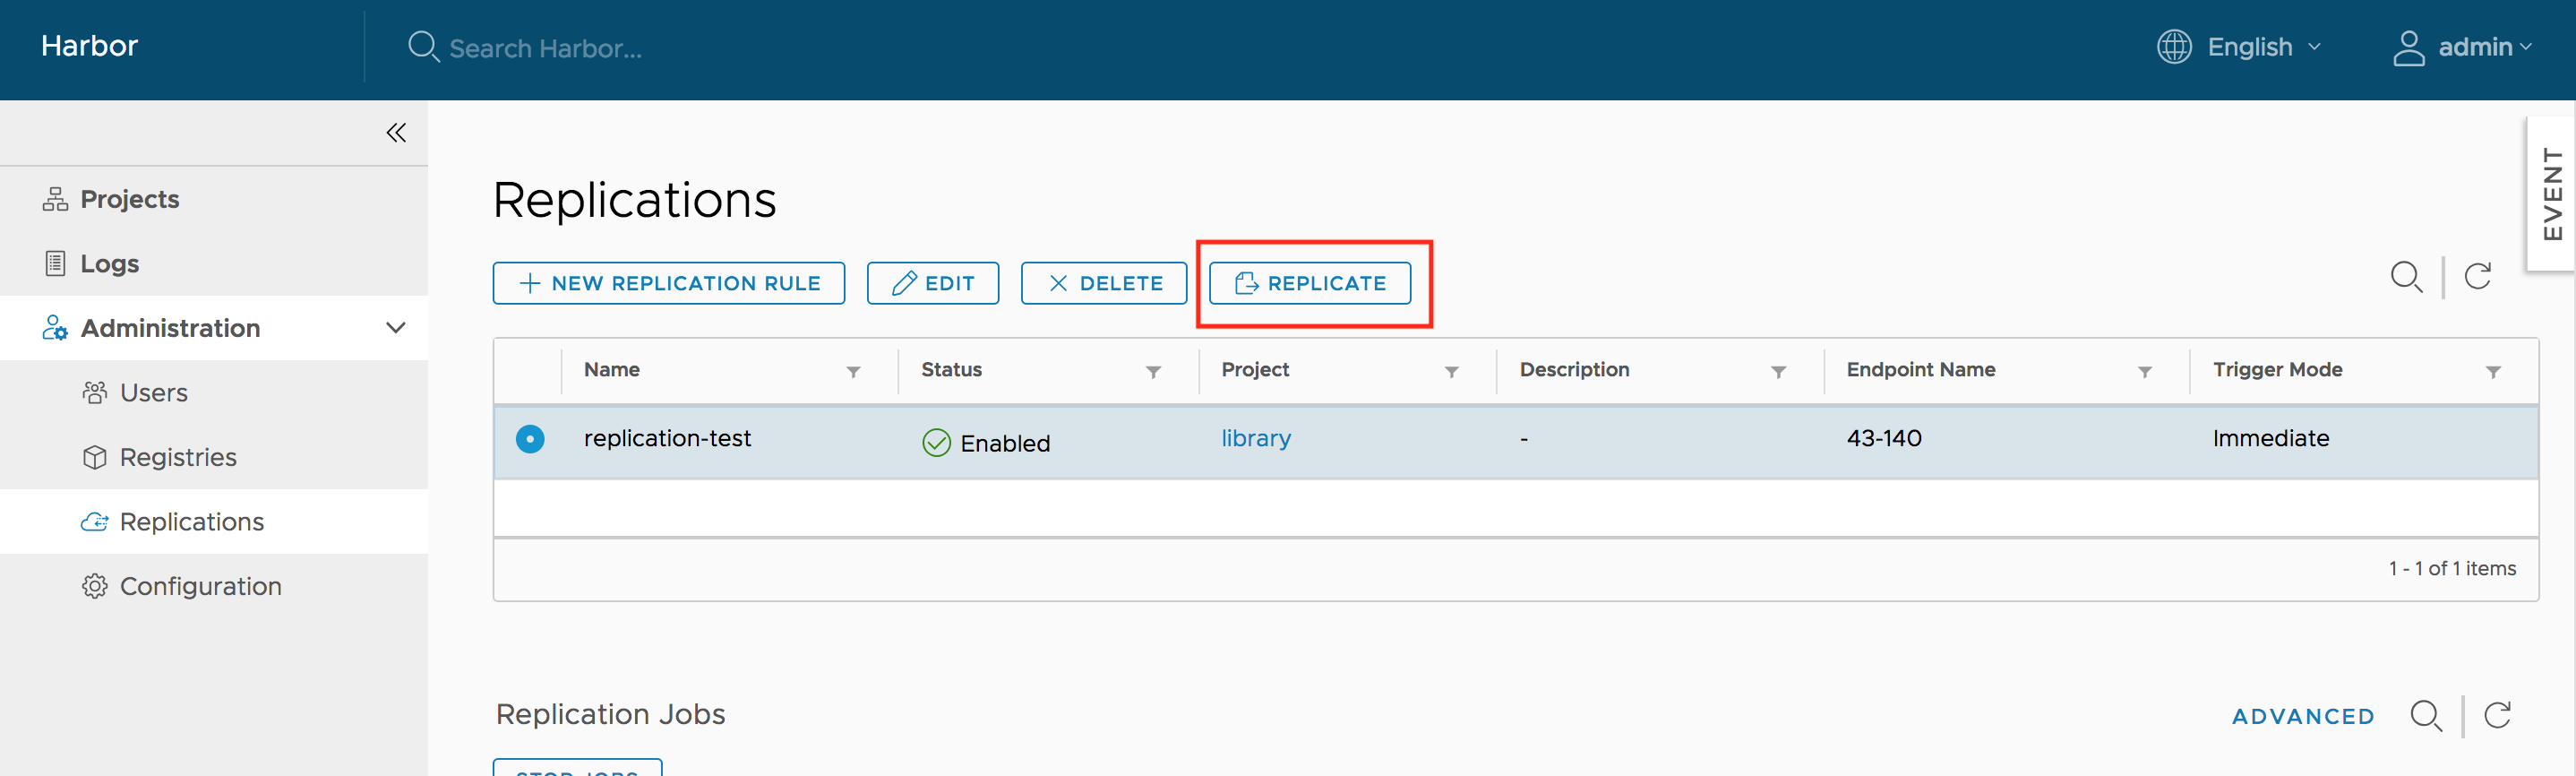 Harbor
Search Harbor...
English
admin
EVENT
Projects
Logs
Administration
Users
Registries
Replications
Configuration
Replications
NEW REPLICATION RULE EDIT DELETE REPLICATE
Name Status Project Description Endpoint Name Trigger Mode
replication-test Enabled library - 43-140 Immediate
1 - 1 of 1 items
Replication Jobs
ADVANCED
STOP JOBS